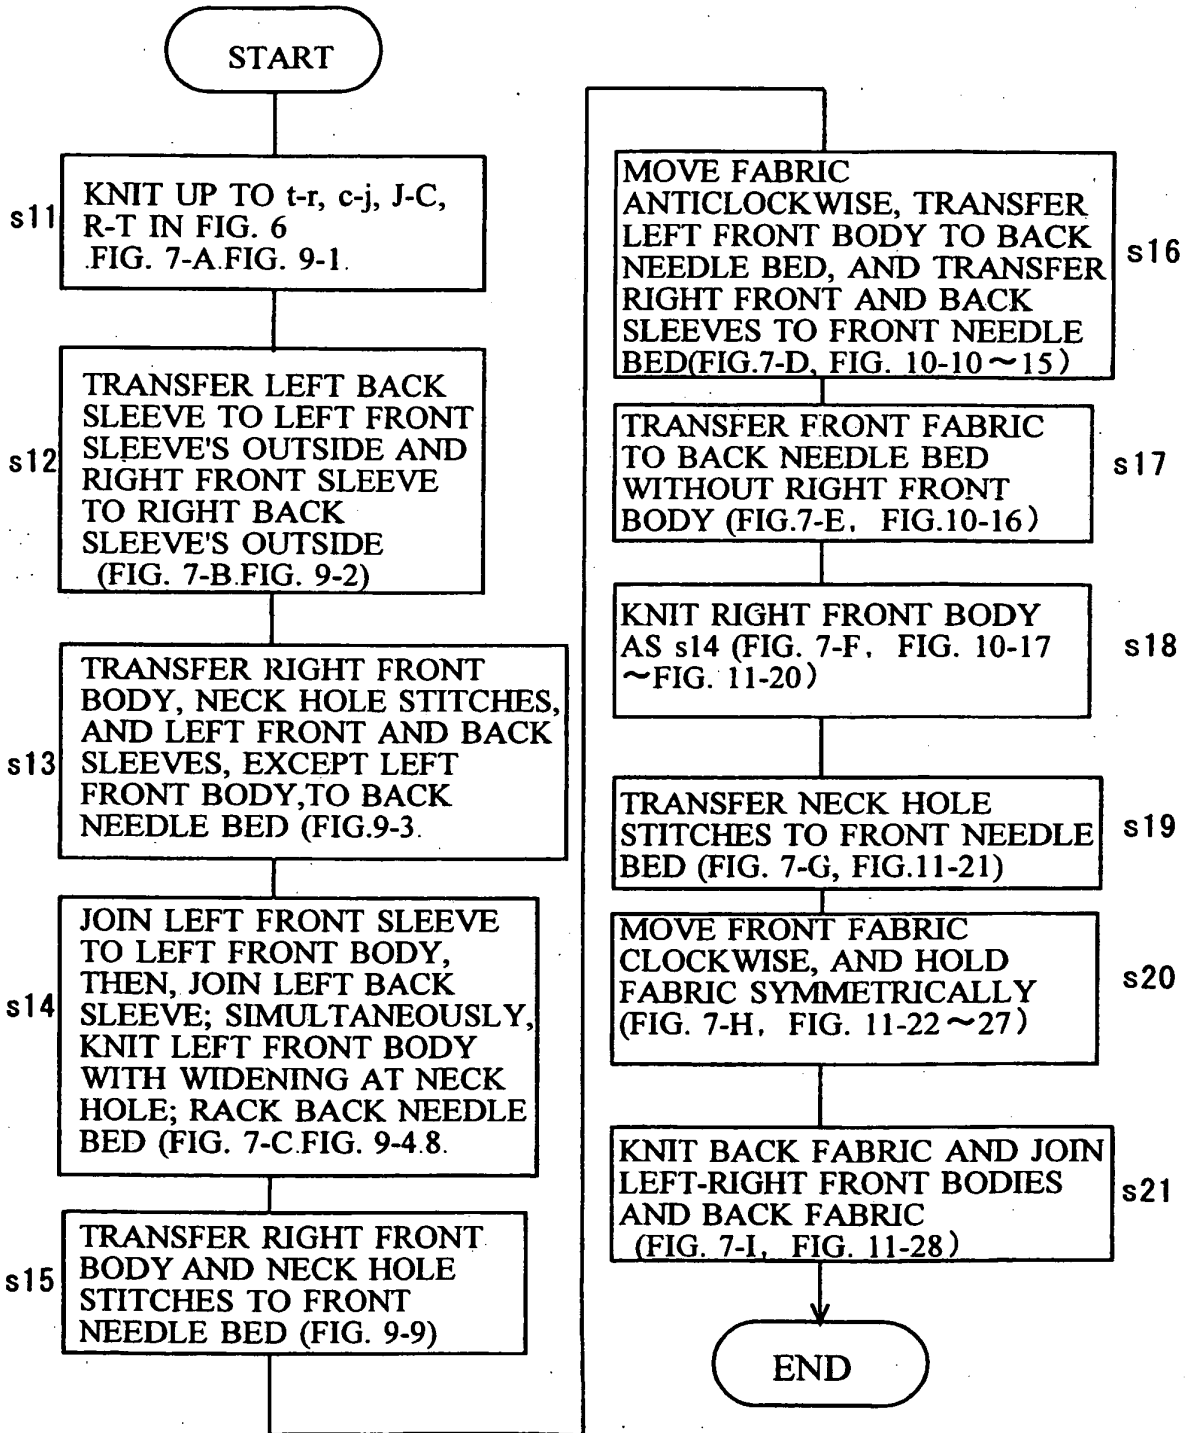 START
s11
KNIT UP TO t-r, c-j, J-C,
R-T IN FIG. 6
.FIG. 7-A.FIG. 9-1.
s12
TRANSFER LEFT BACK
SLEEVE TO LEFT FRONT
SLEEVE'S OUTSIDE AND
RIGHT FRONT SLEEVE
TO RIGHT BACK
SLEEVE'S OUTSIDE
(FIG. 7-B.FIG. 9-2)
s13
TRANSFER RIGHT FRONT
BODY, NECK HOLE STITCHES,
AND LEFT FRONT AND BACK
SLEEVES, EXCEPT LEFT
FRONT BODY,TO BACK
NEEDLE BED (FIG.9-3.
s14
JOIN LEFT FRONT SLEEVE
TO LEFT FRONT BODY,
THEN, JOIN LEFT BACK
SLEEVE; SIMULTANEOUSLY,
KNIT LEFT FRONT BODY
WITH WIDENING AT NECK
HOLE; RACK BACK NEEDLE
BED (FIG. 7-C.FIG. 9-4.8.
s15
TRANSFER RIGHT FRONT
BODY AND NECK HOLE
STITCHES TO FRONT
NEEDLE BED (FIG. 9-9)
MOVE FABRIC
ANTICLOCKWISE, TRANSFER
LEFT FRONT BODY TO BACK
NEEDLE BED, AND TRANSFER
RIGHT FRONT AND BACK
SLEEVES TO FRONT NEEDLE
BED(FIG.7-D, FIG. 10-10~15)
s16
TRANSFER FRONT FABRIC
TO BACK NEEDLE BED
WITHOUT RIGHT FRONT
BODY (FIG.7-E, FIG.10-16)
s17
KNIT RIGHT FRONT BODY
AS s14 (FIG. 7-F, FIG. 10-17
~FIG. 11-20)
s18
TRANSFER NECK HOLE
STITCHES TO FRONT NEEDLE
BED (FIG. 7-G, FIG.11-21)
s19
MOVE FRONT FABRIC
CLOCKWISE, AND HOLD
FABRIC SYMMETRICALLY
(FIG. 7-H, FIG. 11-22~27)
s20
KNIT BACK FABRIC AND JOIN
LEFT-RIGHT FRONT BODIES
AND BACK FABRIC
(FIG. 7-I, FIG. 11-28)
s21
END